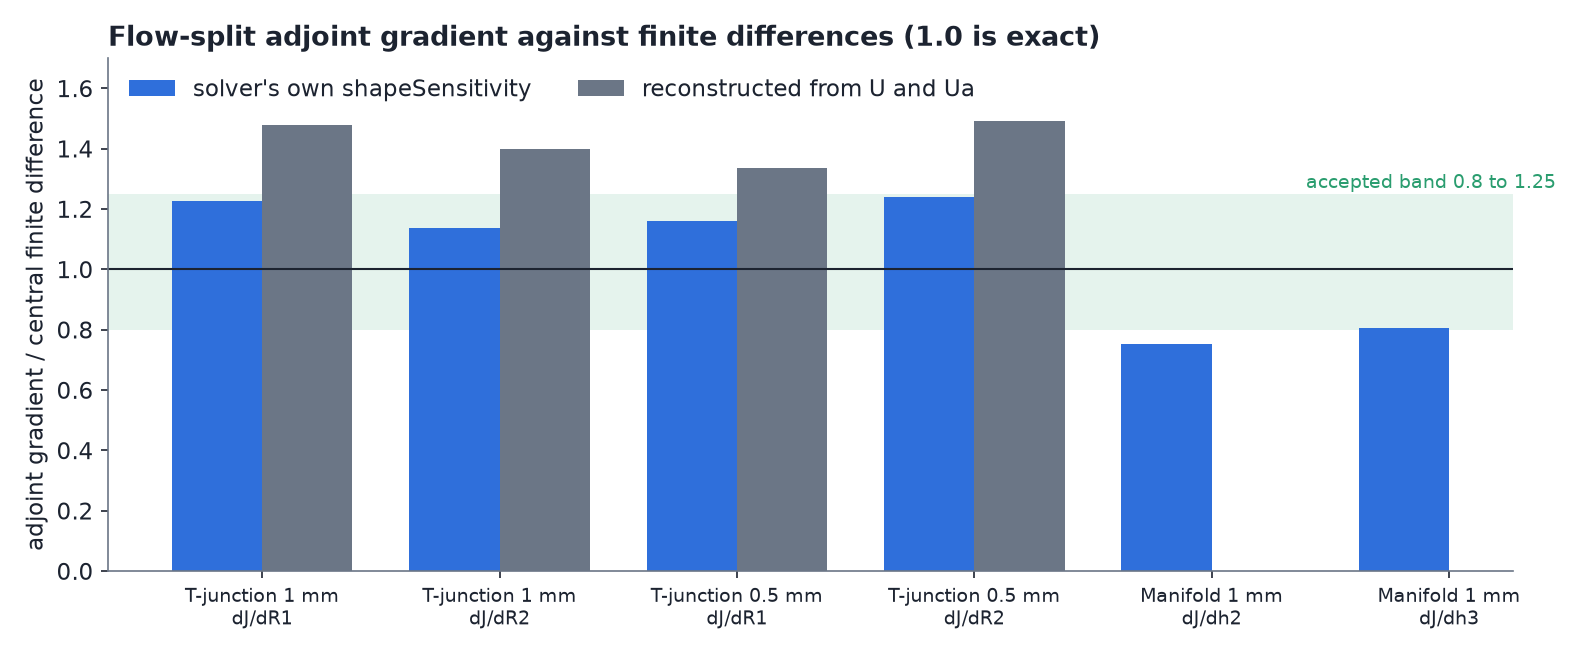 Flow-split adjoint gradient against finite differences (1.0 is exact)
solver's own shapeSensitivity
reconstructed from U and Ua
adjoint gradient / central finite difference
1.6
1.4
1.2
1.0
0.8
0.6
0.4
0.2
0.0
accepted band 0.8 to 1.25
T-junction 1 mm
dJ/dR1
T-junction 1 mm
dJ/dR2
T-junction 0.5 mm
dJ/dR1
T-junction 0.5 mm
dJ/dR2
Manifold 1 mm
dJ/dh2
Manifold 1 mm
dJ/dh3